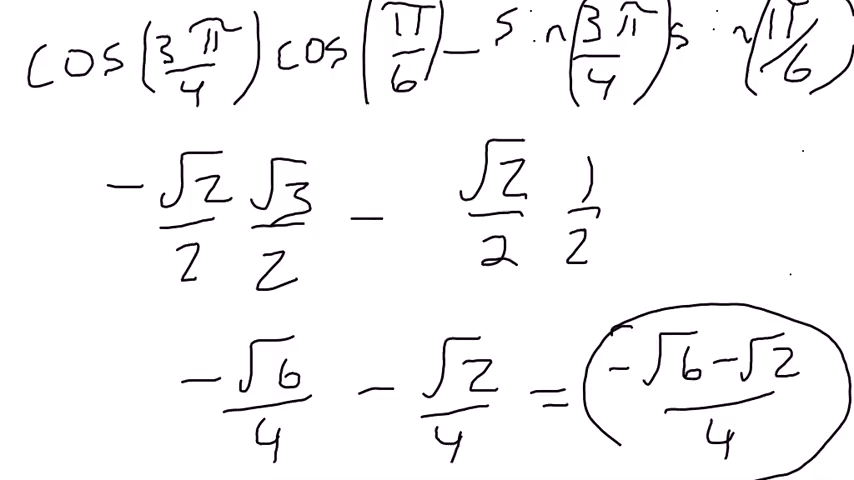 cos(3π/4) cos(π/6) − sin(3π/4) sin(π/6)
−√2/2 √3/2 − √2/2 1/2
−√6/4 − √2/4 = (−√6−√2)/4